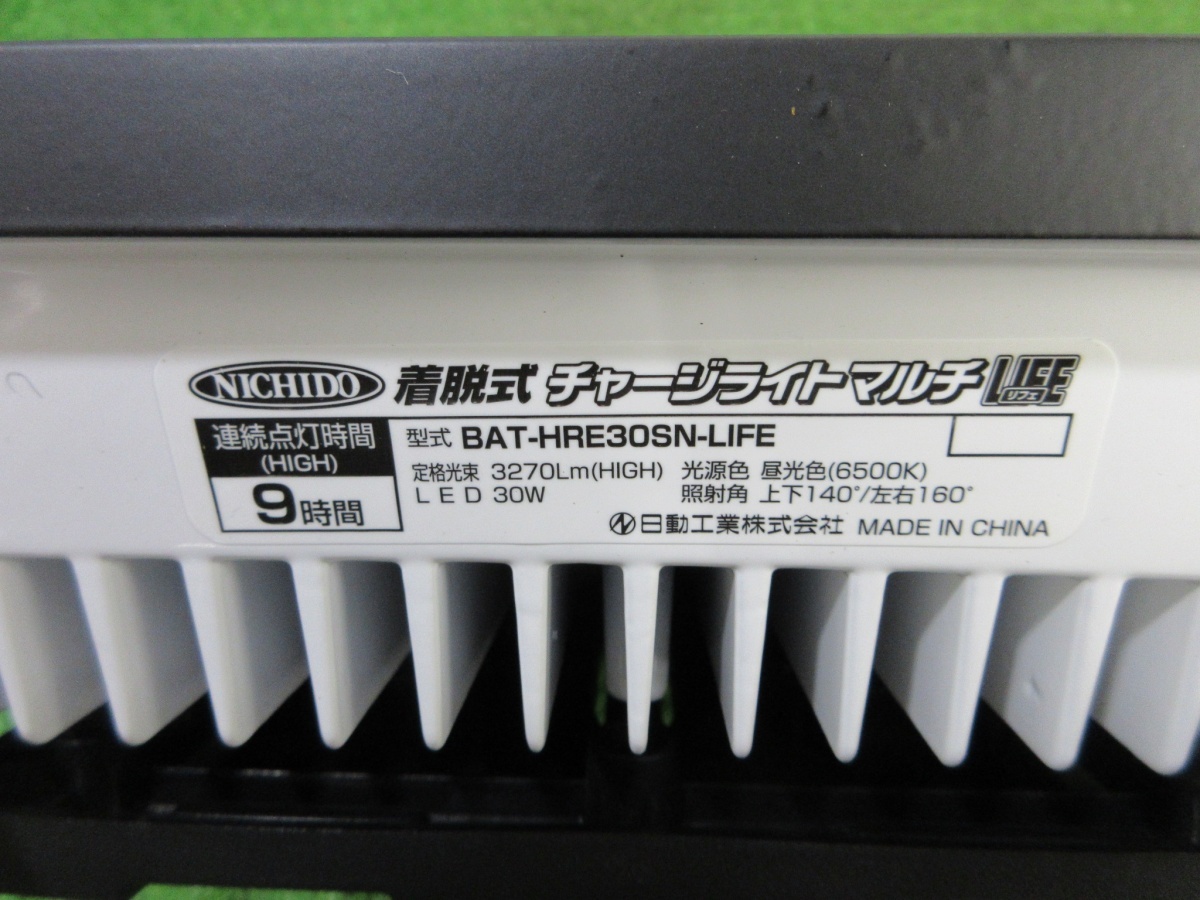 NICHIDO 着脱式 チャージライトマルチ LIFE リフェ
連続点灯時間
(HIGH)
9時間
型式 BAT-HRE30SN-LIFE
定格光束 3270Lm(HIGH) 光源色 昼光色(6500K)
LED 30W 照射角 上下140°/左右160°
日動工業株式会社 MADE IN CHINA